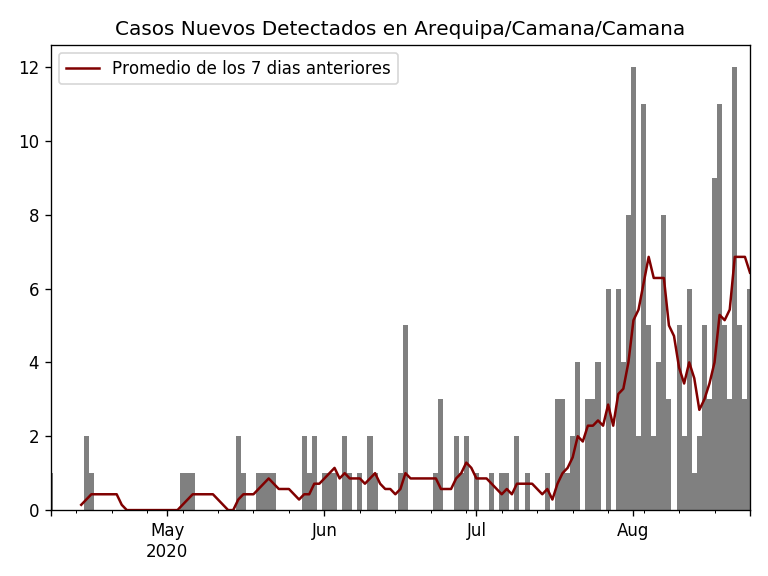 Casos Nuevos Detectados en Arequipa/Camana/Camana
Promedio de los 7 dias anteriores
12
10
8
6
4
2
0
May Jun Jul Aug
2020